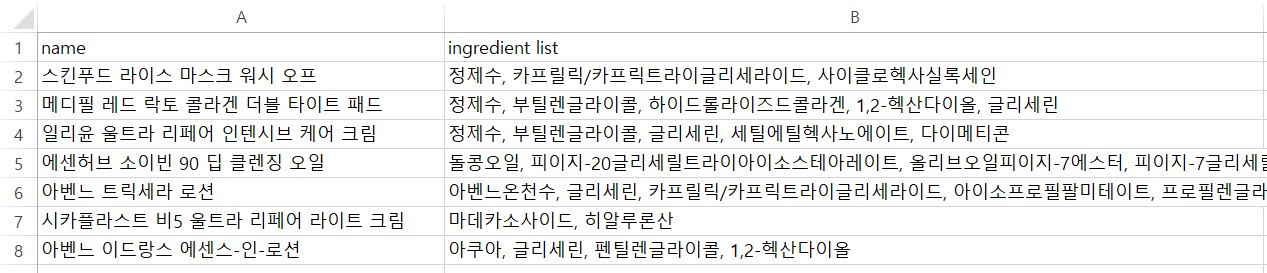 A B
1 name ingredient list
2 스킨푸드 라이스 마스크 워시 오프 정제수, 카프릴릭/카프릭트라이글리세라이드, 사이클로헥사실록세인
3 메디필 레드 락토 콜라겐 더블 타이트 패드 정제수, 부틸렌글라이콜, 하이드롤라이즈드콜라겐, 1,2-헥산다이올, 글리세린
4 일리윤 울트라 리페어 인텐시브 케어 크림 정제수, 부틸렌글라이콜, 글리세린, 세틸에틸헥사노에이트, 다이메티콘
5 에센허브 소이빈 90 딥 클렌징 오일 돌콩오일, 피이지-20글리세릴트라이아이소스테아레이트, 올리브오일피이지-7에스터, 피이지-7글리세릴
6 아벤느 트릭세라 로션 아벤느온천수, 글리세린, 카프릴릭/카프릭트라이글리세라이드, 아이소프로필팔미테이트, 프로필렌글라
7 시카플라스트 비5 울트라 리페어 라이트 크림 마데카소사이드, 히알루론산
8 아벤느 이드랑스 에센스-인-로션 아쿠아, 글리세린, 펜틸렌글라이콜, 1,2-헥산다이올